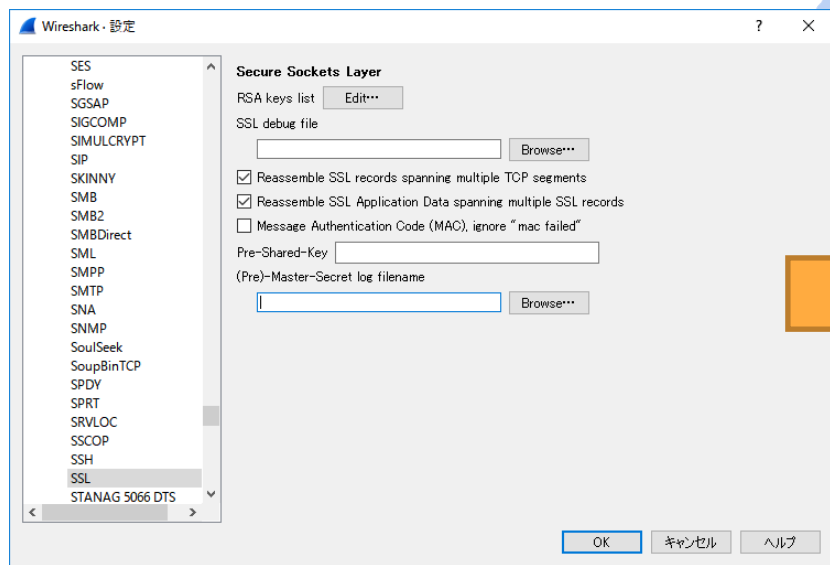 Wireshark · 設定
?
SES
sFlow
SGSAP
SIGCOMP
SIMULCRYPT
SIP
SKINNY
SMB
SMB2
SMBDirect
SML
SMPP
SMTP
SNA
SNMP
SoulSeek
SoupBinTCP
SPDY
SPRT
SRVLOC
SSCOP
SSH
SSL
STANAG 5066 DTS
Secure Sockets Layer
RSA keys list Edit…
SSL debug file
Browse…
Reassemble SSL records spanning multiple TCP segments
Reassemble SSL Application Data spanning multiple SSL records
Message Authentication Code (MAC), ignore "mac failed"
Pre-Shared-Key
(Pre)-Master-Secret log filename
Browse…
OK キャンセル ヘルプ